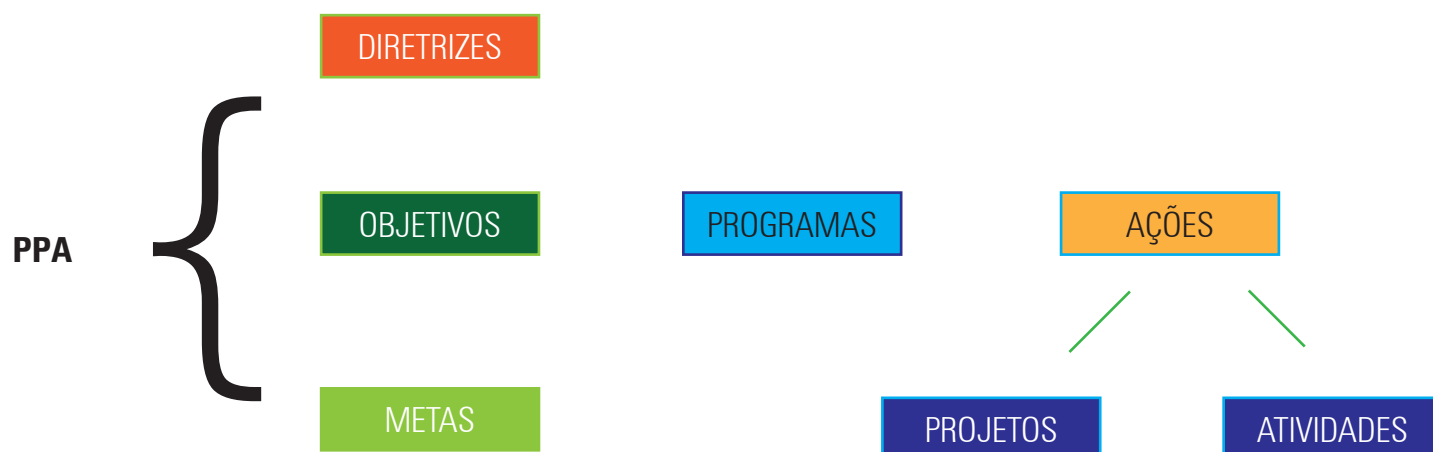 DIRETRIZES
PPA
OBJETIVOS
PROGRAMAS
AÇÕES
METAS
PROJETOS
ATIVIDADES